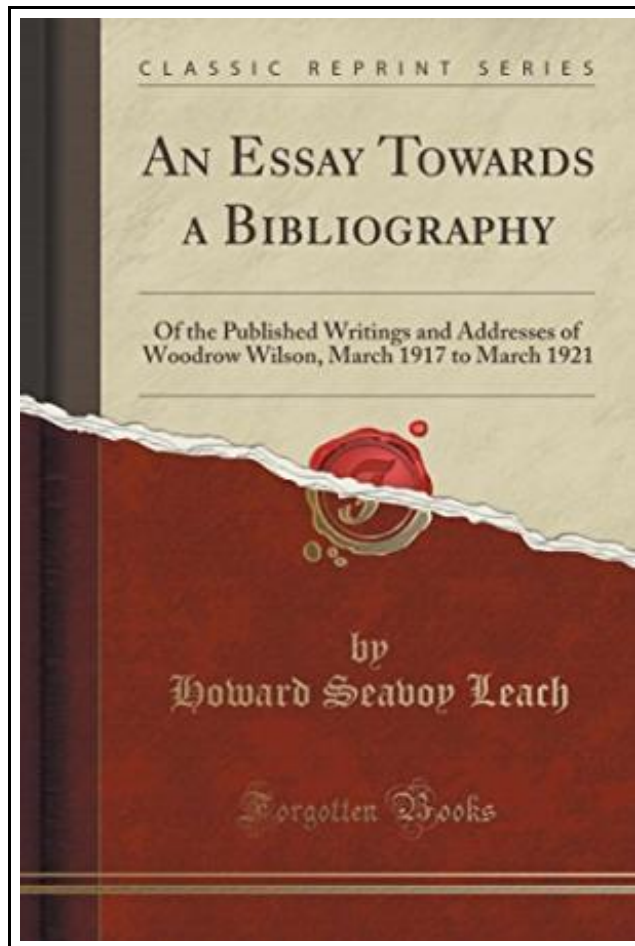 CLASSIC REPRINT SERIES
AN ESSAY TOWARDS
A BIBLIOGRAPHY
Of the Published Writings and Addresses of
Woodrow Wilson, March 1917 to March 1921
by
Howard Seavoy Leach
Forgotten Books